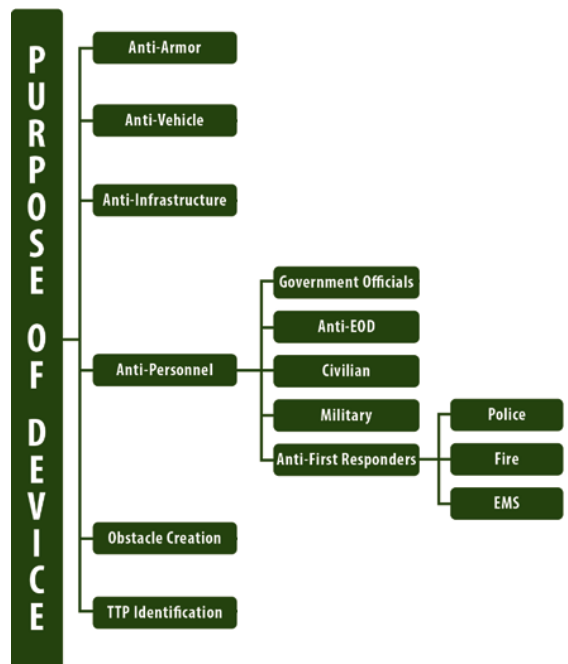 PURPOSE OF DEVICE
Anti-Armor
Anti-Vehicle
Anti-Infrastructure
Anti-Personnel
Government Officials
Anti-EOD
Civilian
Military
Anti-First Responders
Police
Fire
EMS
Obstacle Creation
TTP Identification